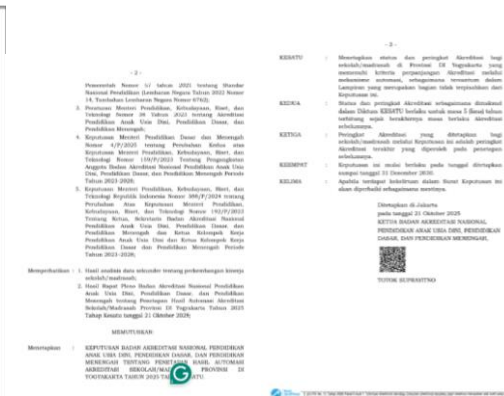 - 2 -
Pemerintah Nomor 57 tahun 2021 tentang Standar
Nasional Pendidikan (Lembaran Negara Tahun 2022 Nomor
14, Tambahan Lembaran Negara Nomor 6762);
3. Peraturan Menteri Pendidikan, Kebudayaan, Riset, dan
Teknologi Nomor 38 Tahun 2023 tentang Akreditasi
Pendidikan Anak Usia Dini, Pendidikan Dasar, dan
Pendidikan Menengah;
4. Keputusan Menteri Pendidikan Dasar dan Menengah
Nomor 4/P/2025 tentang Perubahan Kedua atas
Keputusan Menteri Pendidikan, Kebudayaan, Riset, dan
Teknologi Nomor 159/P/2023 Tentang Pengangkatan
Anggota Badan Akreditasi Nasional Pendidikan Anak Usia
Dini, Pendidikan Dasar, dan Pendidikan Menengah Periode
Tahun 2023-2028;
5. Keputusan Menteri Pendidikan, Kebudayaan, Riset, dan
Teknologi Republik Indonesia Nomor 398/P/2024 tentang
Perubahan Atas Keputusan Menteri Pendidikan,
Kebudayaan, Riset, dan Teknologi Nomor 192/P/2023
Tentang Ketua, Sekretaris Badan Akreditasi Nasional
Pendidikan Anak Usia Dini, Pendidikan Dasar, dan
Pendidikan Menengah dan Ketua Kelompok Kerja
Pendidikan Anak Usia Dini dan Ketua Kelompok Kerja
Pendidikan Dasar dan Pendidikan Menengah Periode
Tahun 2023-2028;
Memperhatikan : 1. Hasil analisis data sekunder tentang perkembangan kinerja
sekolah/madrasah;
2. Hasil Rapat Pleno Badan Akreditasi Nasional Pendidikan
Anak Usia Dini, Pendidikan Dasar, dan Pendidikan
Menengah tentang Penetapan Hasil Automasi Akreditasi
Sekolah/Madrasah Provinsi DI Yogyakarta Tahun 2025
Tahap Kesatu tanggal 21 Oktober 2025;
MEMUTUSKAN
Menetapkan : KEPUTUSAN BADAN AKREDITASI NASIONAL PENDIDIKAN
ANAK USIA DINI, PENDIDIKAN DASAR, DAN PENDIDIKAN
MENENGAH TENTANG PENETAPAN HASIL AUTOMASI
AKREDITASI PROVINSI DI
YOGYAKARTA TAHUN 2025
- 3 -
KESATU : Menetapkan status dan peringkat Akreditasi bagi
sekolah/madrasah di Provinsi DI Yogyakarta yang
memenuhi kriteria perpanjangan Akreditasi melalui
mekanisme automasi, sebagaimana tercantum dalam
Lampiran yang merupakan bagian tidak terpisahkan dari
Keputusan ini.
KEDUA : Status dan peringkat Akreditasi sebagaimana dimaksud
dalam Diktum KESATU berlaku untuk masa 5 (lima) tahun
terhitung sejak berakhirnya masa berlaku Akreditasi
sebelumnya.
KETIGA : Peringkat Akreditasi yang ditetapkan bagi
sekolah/madrasah melalui Keputusan ini adalah peringkat
Akreditasi terakhir yang diperoleh pada penetapan
sebelumnya.
KEEMPAT : Keputusan ini mulai berlaku pada tanggal ditetapkan
sampai tanggal 31 Desember 2030.
KELIMA : Apabila terdapat kekeliruan dalam Surat Keputusan ini
akan diperbaiki sebagaimana mestinya.
Ditetapkan di Jakarta
pada tanggal 21 Oktober 2025
KETUA BADAN AKREDITASI NASIONAL
PENDIDIKAN ANAK USIA DINI, PENDIDIKAN
DASAR, DAN PENDIDIKAN MENENGAH,
TOTOK SUPRAYITNO